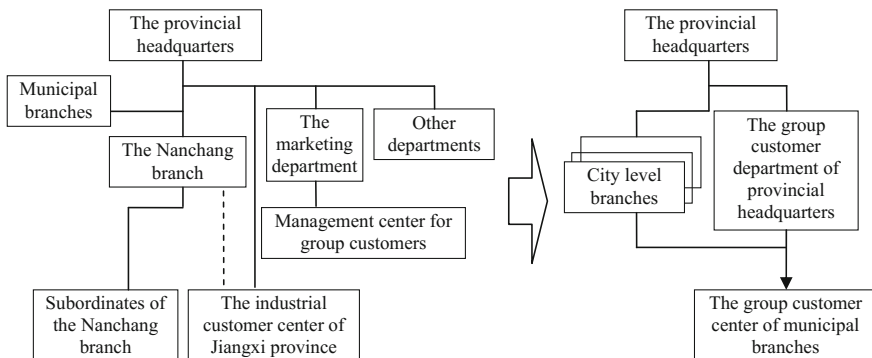 The provincial
headquarters
Municipal
branches
The Nanchang
branch
The
marketing
department
Other
departments
Management center for
group customers
Subordinates of
the Nanchang
branch
The industrial
customer center of
Jiangxi province
The provincial
headquarters
City level
branches
The group
customer
department of
provincial
headquarters
The group customer
center of municipal
branches